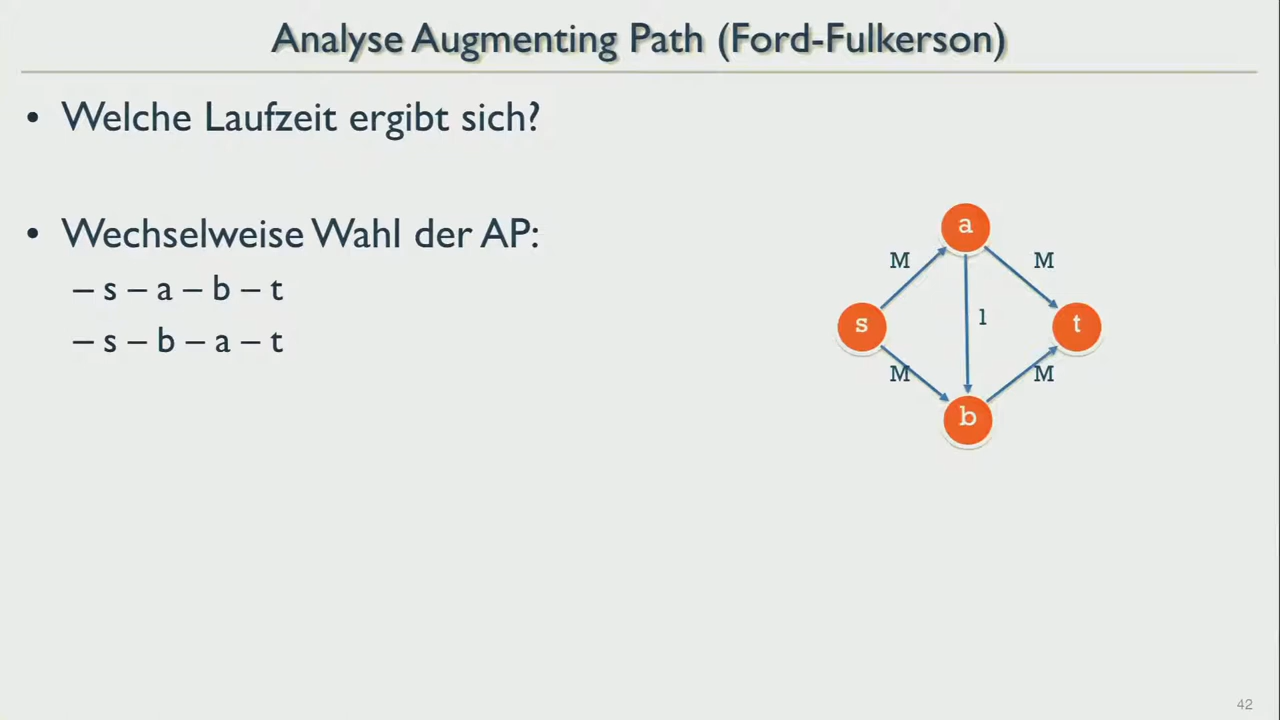 Analyse Augmenting Path (Ford-Fulkerson)
• Welche Laufzeit ergibt sich?
• Wechselweise Wahl der AP:
– s – a – b – t
– s – b – a – t
a
M
M
s
1
t
M
M
b
42